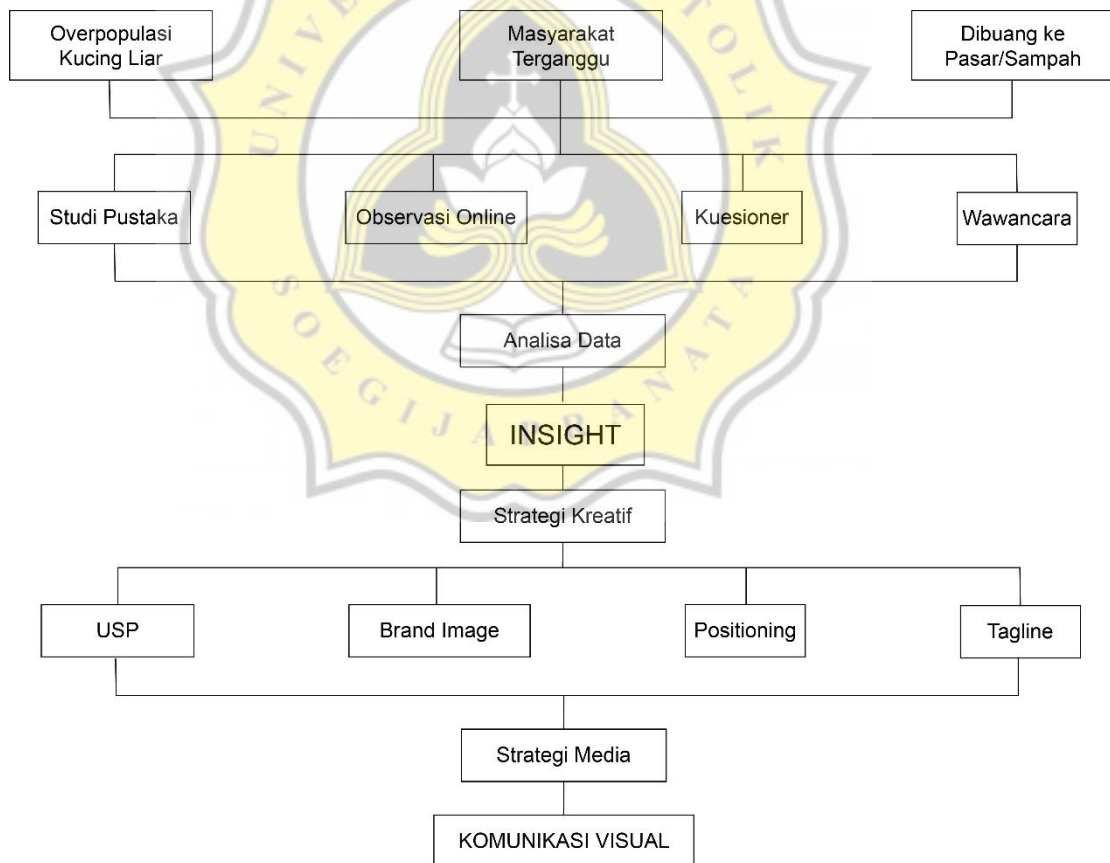 Overpopulasi
Kucing Liar
Masyarakat
Terganggu
Dibuang ke
Pasar/Sampah
Studi Pustaka
Observasi Online
Kuesioner
Wawancara
Analisa Data
INSIGHT
Strategi Kreatif
USP
Brand Image
Positioning
Tagline
Strategi Media
KOMUNIKASI VISUAL
SOEGIJAPRANATA